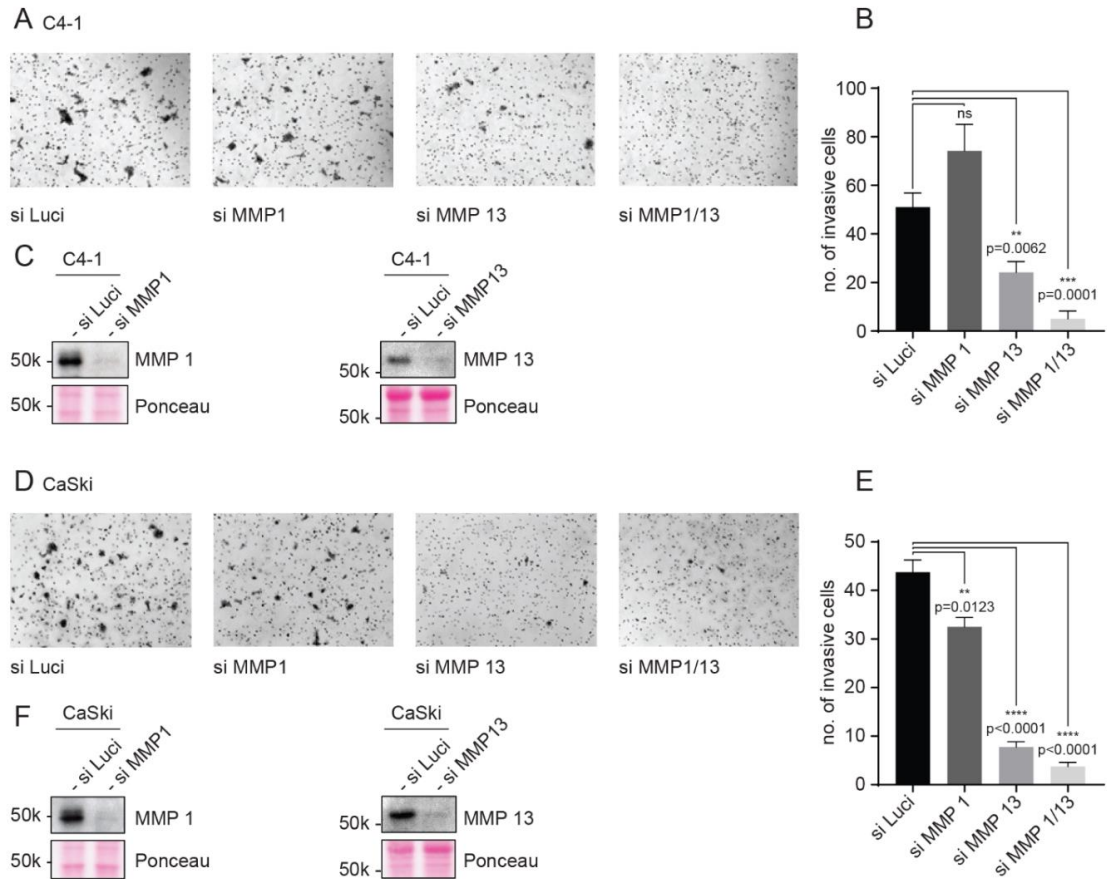 A C4-1
si Luci
si MMP1
si MMP 13
si MMP1/13
B
no. of invasive cells
100
80
60
40
20
0
ns
**
p=0.0062
***
p=0.0001
si Luci
si MMP 1
si MMP 13
si MMP 1/13
C
C4-1
- si Luci
- si MMP1
50k
MMP 1
50k
Ponceau
C4-1
- si Luci
- si MMP13
50k
MMP 13
50k
Ponceau
D CaSki
si Luci
si MMP1
si MMP 13
si MMP1/13
E
no. of invasive cells
50
40
30
20
10
0
**
p=0.0123
****
p<0.0001
****
p<0.0001
si Luci
si MMP 1
si MMP 13
si MMP 1/13
F
CaSki
- si Luci
- si MMP1
50k
MMP 1
50k
Ponceau
CaSki
- si Luci
- si MMP13
50k
MMP 13
50k
Ponceau